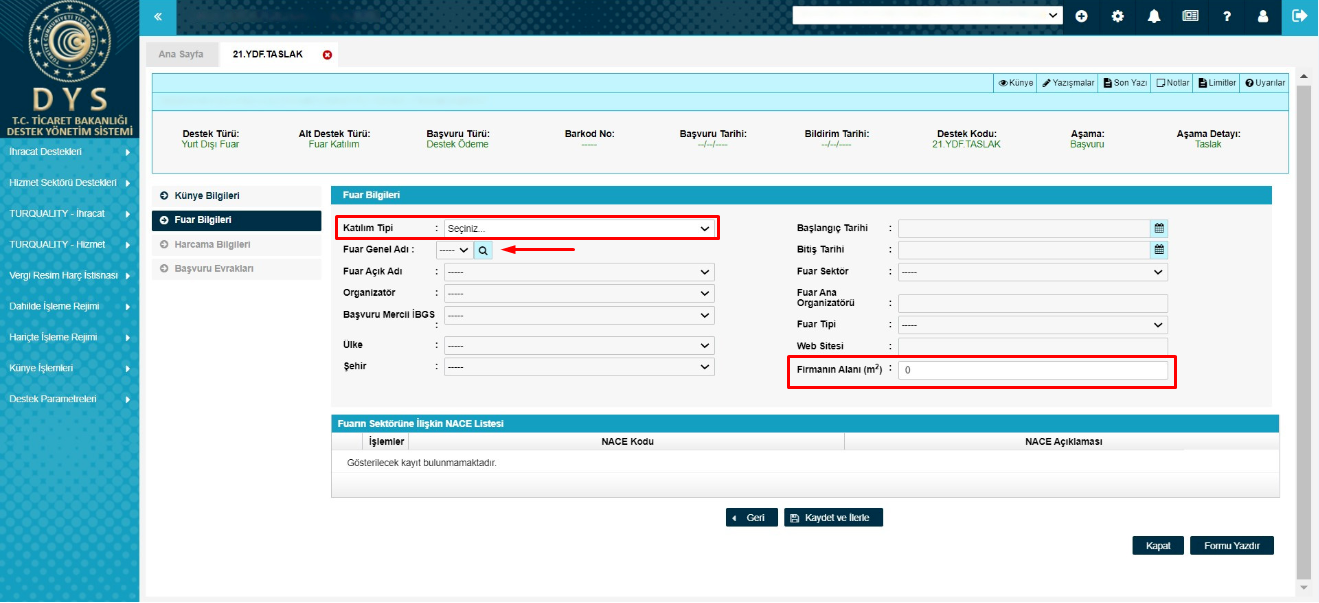 DYS
T.C. TİCARET BAKANLIĞI
DESTEK YÖNETİM SİSTEMİ
İhracat Destekleri
Hizmet Sektörü Destekleri
TURQUALITY - İhracat
TURQUALITY - Hizmet
Vergi Resim Harç İstisnası
Dahilde İşleme Rejimi
Hariçte İşleme Rejimi
Künye İşlemleri
Destek Parametreleri
Ana Sayfa
21.YDF.TASLAK
Künye
Yazışmalar
Son Yazı
Notlar
Limitler
Uyarılar
Destek Türü:
Yurt Dışı Fuar
Alt Destek Türü:
Fuar Katılım
Başvuru Türü:
Destek Ödeme
Barkod No:
-----
Başvuru Tarihi:
--/--/----
Bildirim Tarihi:
--/--/----
Destek Kodu:
21.YDF.TASLAK
Aşama:
Başvuru
Aşama Detayı:
Taslak
Künye Bilgileri
Fuar Bilgileri
Harcama Bilgileri
Başvuru Evrakları
Fuar Bilgileri
Katılım Tipi : Seçiniz...
Fuar Genel Adı : -----
Fuar Açık Adı : -----
Organizatör : -----
Başvuru Mercii İBGS : -----
Ülke : -----
Şehir : -----
Başlangıç Tarihi :
Bitiş Tarihi :
Fuar Sektör : -----
Fuar Ana
Organizatörü :
Fuar Tipi : -----
Web Sitesi :
Firmanın Alanı (m²) : 0
Fuarın Sektörüne İlişkin NACE Listesi
İşlemler NACE Kodu NACE Açıklaması
Gösterilecek kayıt bulunmamaktadır.
Geri
Kaydet ve İlerle
Kapat
Formu Yazdır